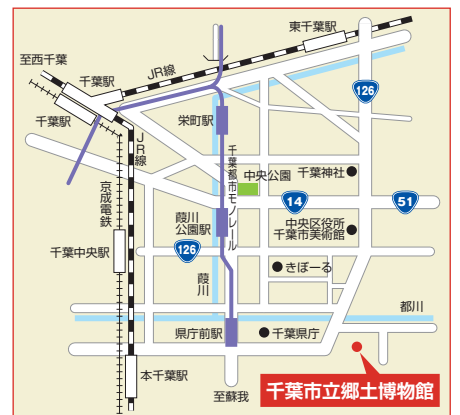 東千葉駅
至西千葉
JR線
千葉駅
126
千葉駅
栄町駅
JR線
千葉都市モノレール
中央公園
千葉神社
京成電鉄
14
51
葭川
公園駅
中央区役所
千葉市美術館
126
千葉中央駅
きぼーる
葭川
都川
県庁前駅
千葉県庁
本千葉駅
至蘇我
千葉市立郷土博物館